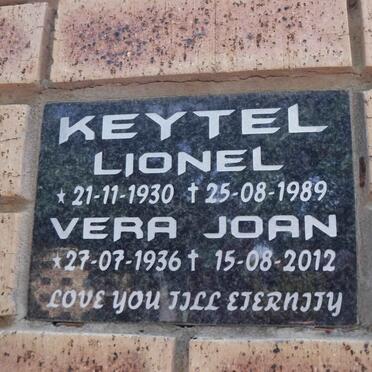 KEYTEL
LIONEL
* 21-11-1930 † 25-08-1989
VERA JOAN
* 27-07-1936 † 15-08-2012
LOVE YOU TILL ETERNITY